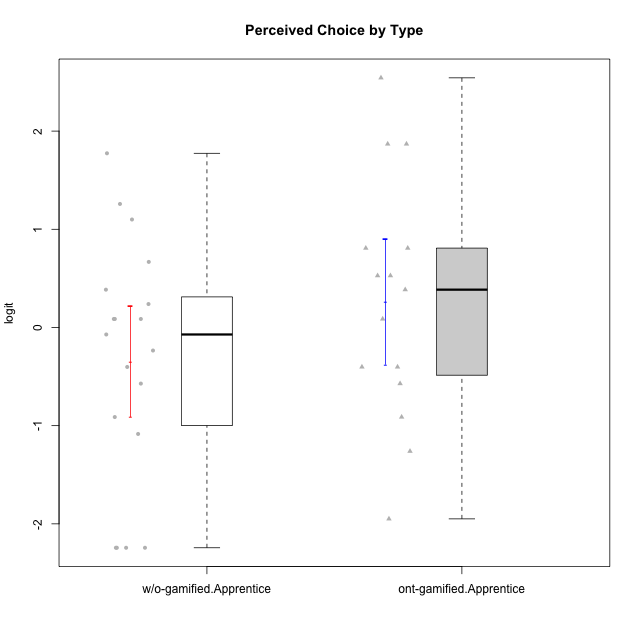 Perceived Choice by Type
logit
2
1
0
-1
-2
w/o-gamified.Apprentice
ont-gamified.Apprentice